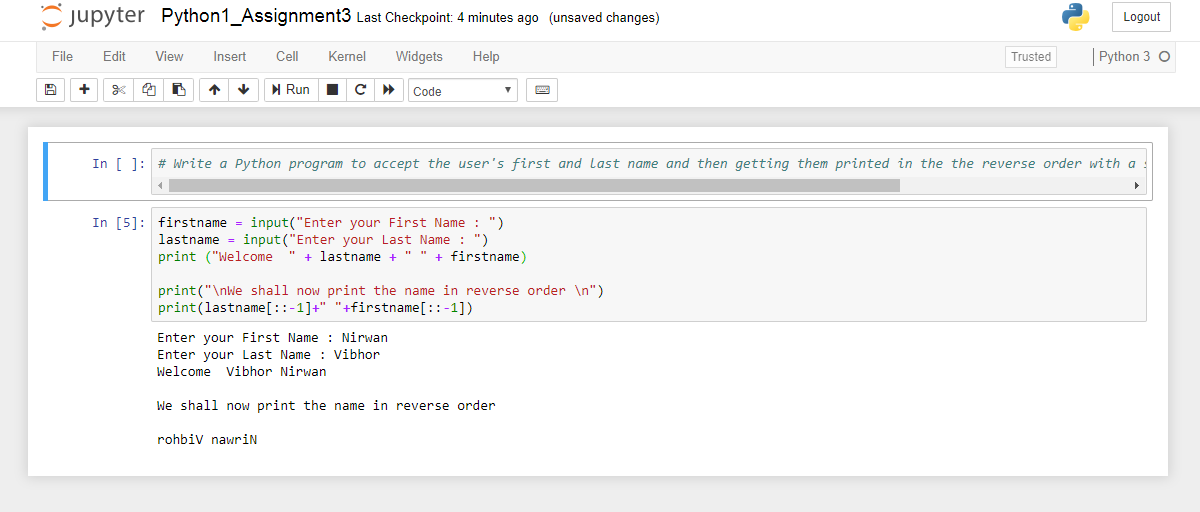 jupyter Python1_Assignment3 Last Checkpoint: 4 minutes ago (unsaved changes) Logout
File Edit View Insert Cell Kernel Widgets Help Trusted Python 3
Run Code
In [ ]: # Write a Python program to accept the user's first and last name and then getting them printed in the the reverse order with a
In [5]: firstname = input("Enter your First Name : ")
lastname = input("Enter your Last Name : ")
print ("Welcome  " + lastname + " " + firstname)
print("\nWe shall now print the name in reverse order \n")
print(lastname[::-1]+" "+firstname[::-1])
Enter your First Name : Nirwan
Enter your Last Name : Vibhor
Welcome  Vibhor Nirwan
We shall now print the name in reverse order
rohbiV nawriN